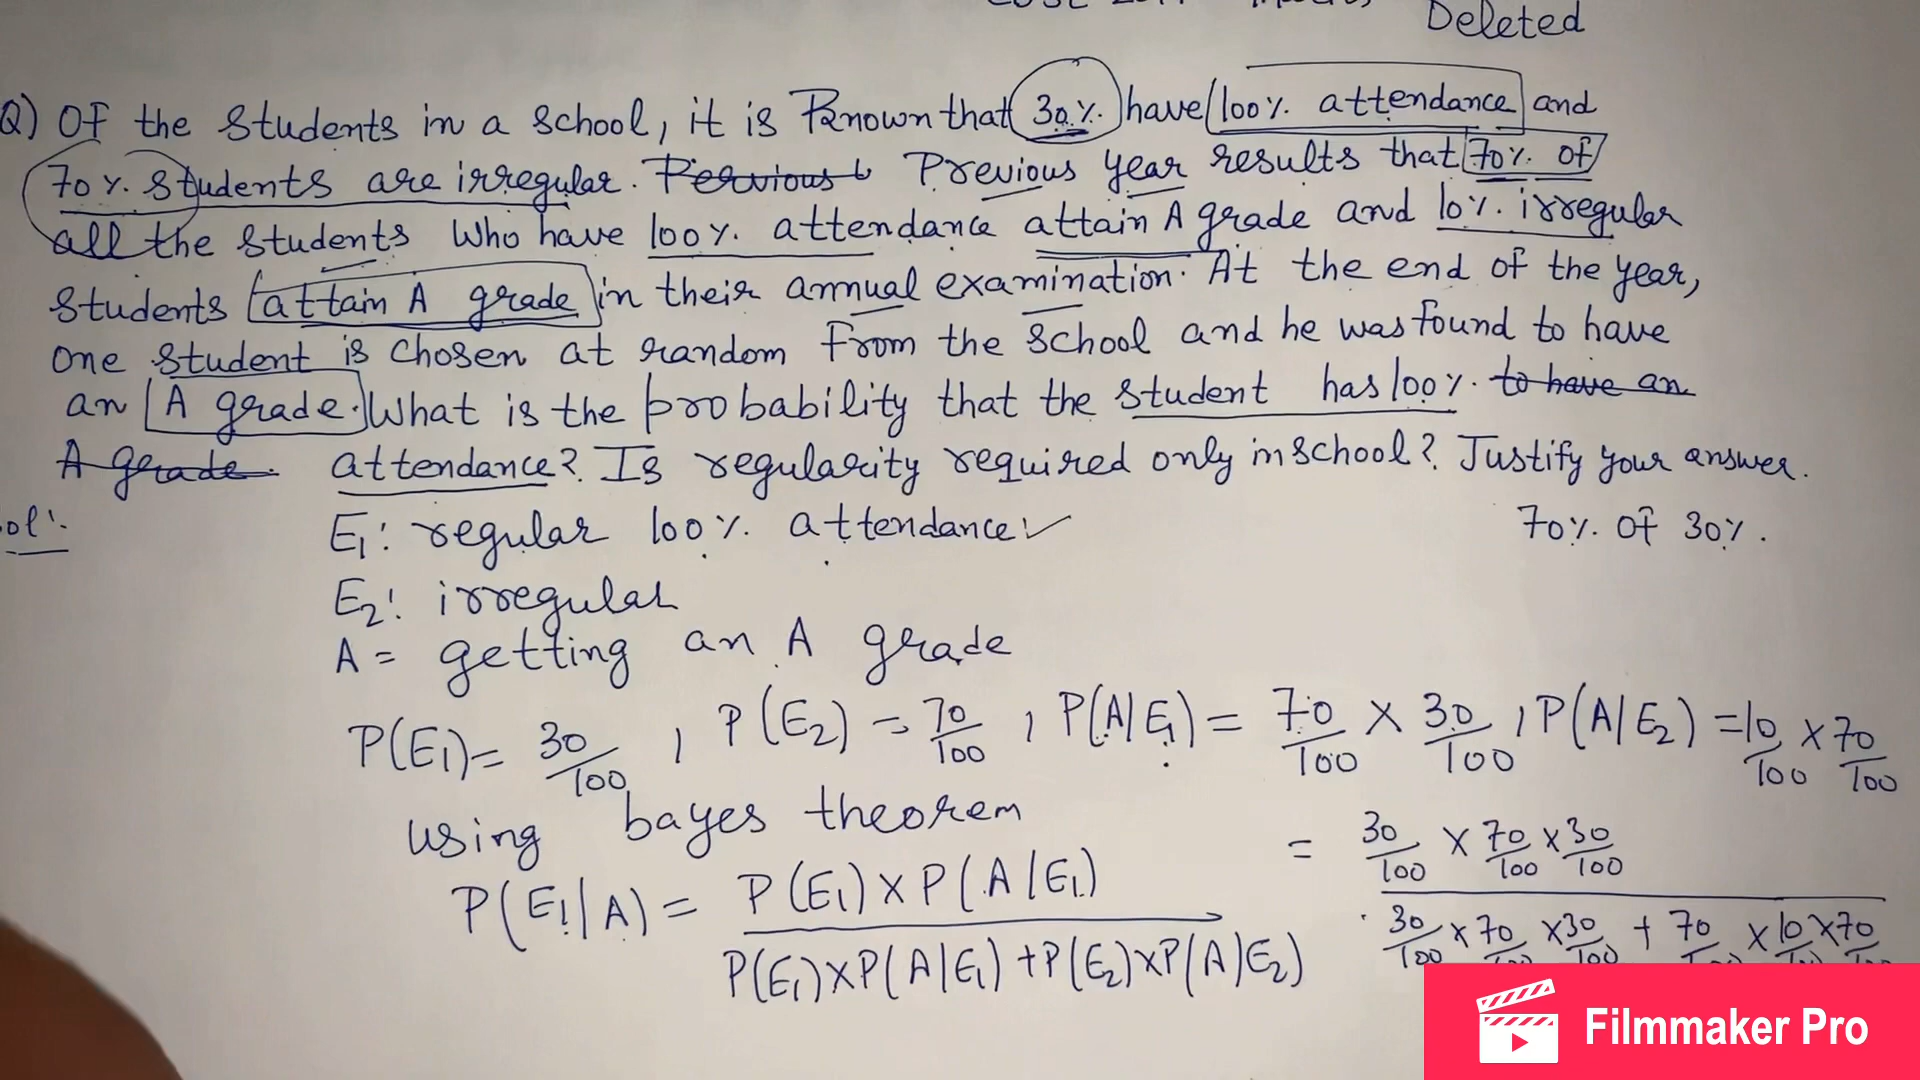 Deleted
Q) Of the students in a school, it is known that 30% have 100% attendance and
70% students are irregular. Pervious Previous year results that 70% of
all the students who have 100% attendance attain A grade and 10% irregular
students attain A grade in their annual examination. At the end of the year,
one student is chosen at random from the school and he was found to have
an A grade. What is the probability that the student has 100% to have an
A grade. attendance? Is regularity required only in school? Justify your answer.
E₁: regular 100% attendance ✓
70% of 30%.
E₂: irregular
A = getting an A grade
P(E₁) = 30/100, P(E₂) = 70/100, P(A|E₁) = 70/100 × 30/100, P(A|E₂) = 10/100 × 70/100
using bayes theorem
P(E₁|A) = P(E₁) × P(A|E₁) / P(E₁)×P(A|E₁) + P(E₂)×P(A|E₂)
= 30/100 × 70/100 × 30/100 / 30/100 × 70/100 × 30/100 + 70/100 × 10/100 × 70/100
Filmmaker Pro